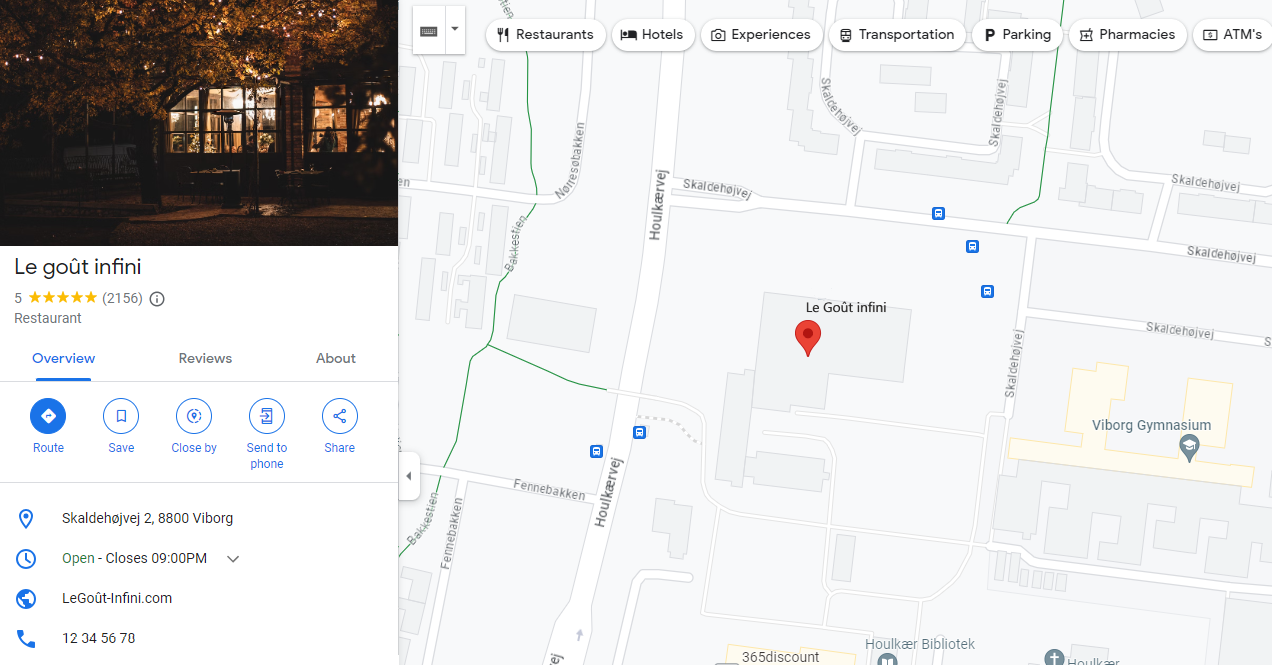 Le goût infini
5 (2156)
Restaurant
Overview Reviews About
Route Save Close by Send to phone Share
Skaldehøjvej 2, 8800 Viborg
Open - Closes 09:00PM
LeGoût-Infini.com
12 34 56 78
Restaurants Hotels Experiences Transportation Parking Pharmacies ATM's
Skaldehøjvej
Skaldehøjvej
Nørresøbakken
en
Skaldehøjvej
Skaldehøjvej
Houlkærvej
Bakkestien
Skaldehøjvej
Le Goût infini
Skaldehøjvej
Skaldehøjvej
Viborg Gymnasium
Fennebakken
Houlkærvej
Bakkestien
Fennebakken
Houlkær Bibliotek
365discount
Houlkær